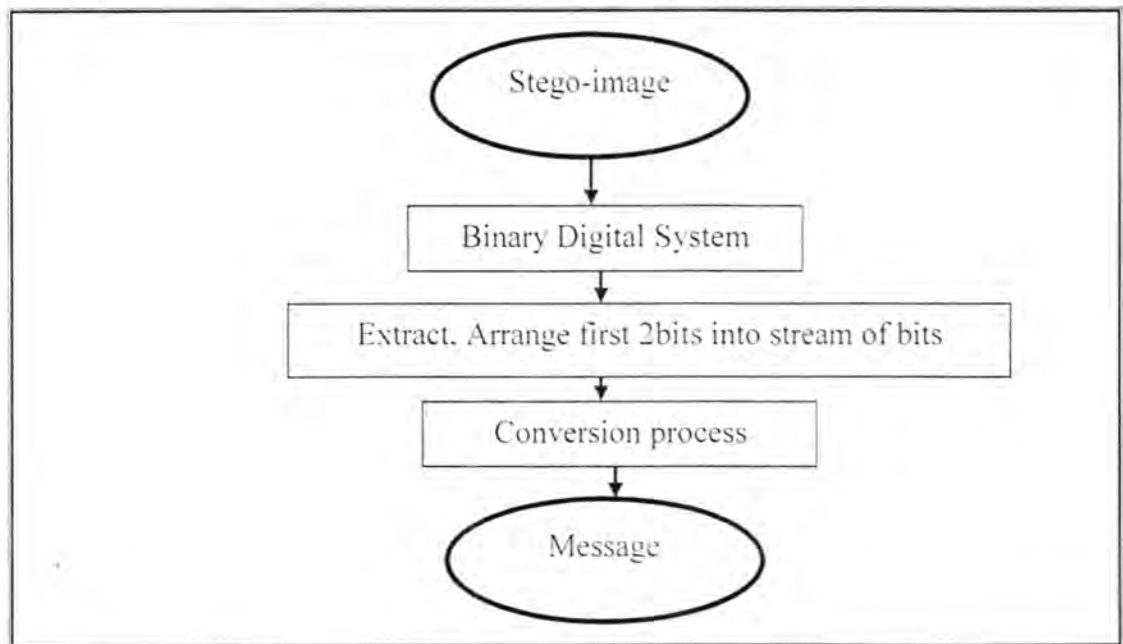 Stego-image
Binary Digital System
Extract. Arrange first 2bits into stream of bits
Conversion process
Message